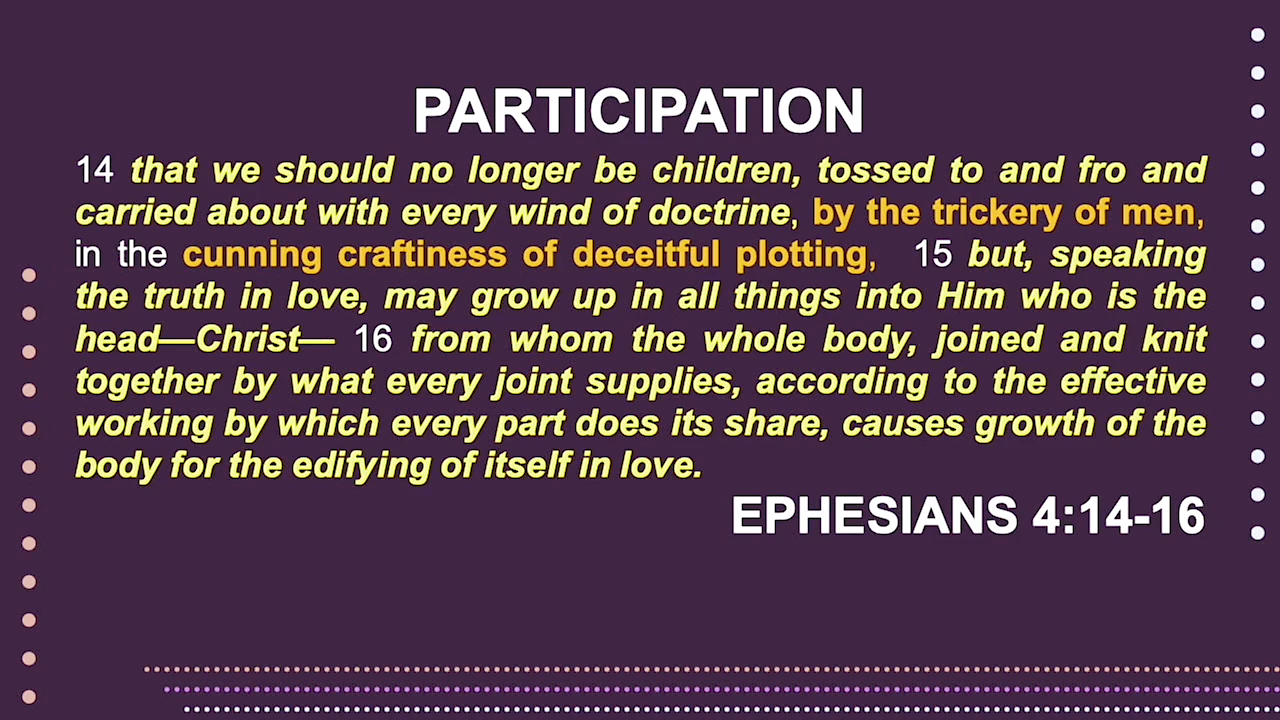 PARTICIPATION
14 that we should no longer be children, tossed to and fro and
carried about with every wind of doctrine, by the trickery of men,
in the cunning craftiness of deceitful plotting, 15 but, speaking
the truth in love, may grow up in all things into Him who is the
head—Christ— 16 from whom the whole body, joined and knit
together by what every joint supplies, according to the effective
working by which every part does its share, causes growth of the
body for the edifying of itself in love.
EPHESIANS 4:14-16